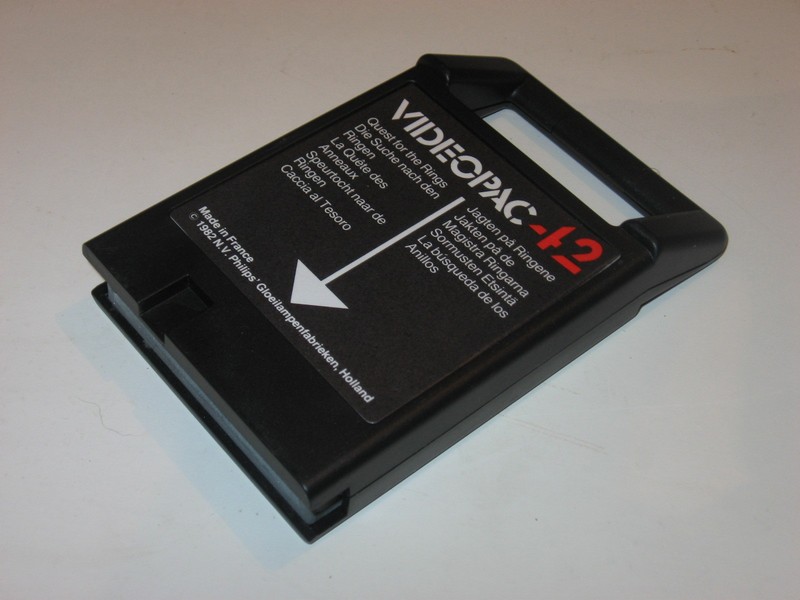 VIDEOPAC 42
Quest for the Rings
Die Suche nach den
Ringen
La Quête des
Anneaux
Speurtocht naar de
Ringen
Caccia al Tesoro
Jagten på Ringene
Jakten på de
Magistra Ringarna
Sormusten Etsintä
La búsqueda de los
Anillos
Made in France
© 1982 N.V. Philips' Gloeilampenfabrieken, Holland